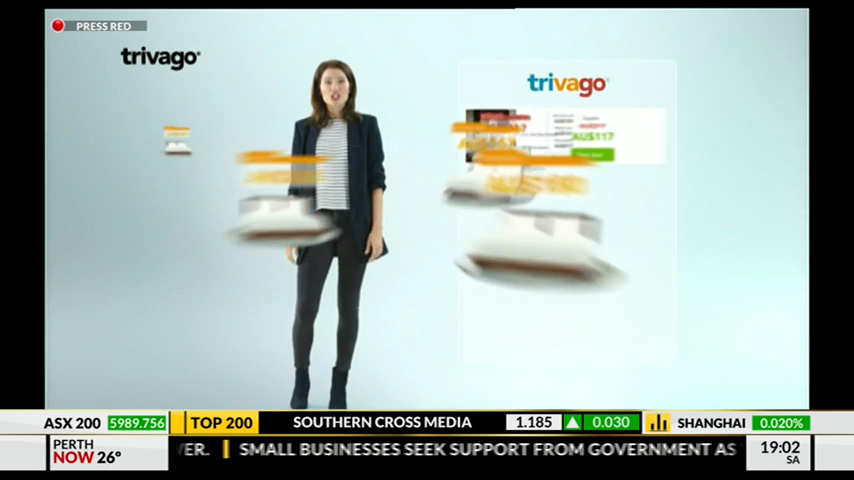 PRESS RED
trivago
trivago
AU$117
ASX 200 5989.756 TOP 200 SOUTHERN CROSS MEDIA 1.185 0.030 SHANGHAI 0.020%
PERTH
NOW 26°
VER. SMALL BUSINESSES SEEK SUPPORT FROM GOVERNMENT AS
19:02
SA